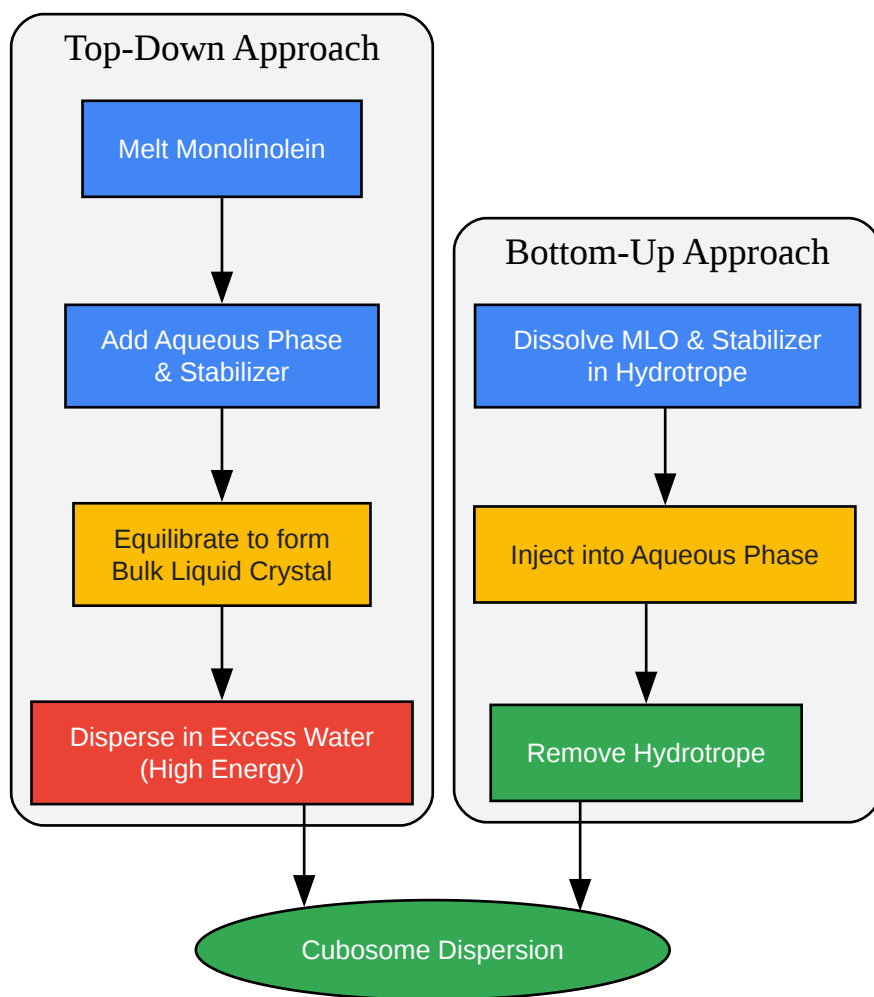 Top-Down Approach
Melt Monolinolein
Add Aqueous Phase
& Stabilizer
Equilibrate to form
Bulk Liquid Crystal
Disperse in Excess Water
(High Energy)
Bottom-Up Approach
Dissolve MLO & Stabilizer
in Hydrotrope
Inject into Aqueous Phase
Remove Hydrotrope
Cubosome Dispersion